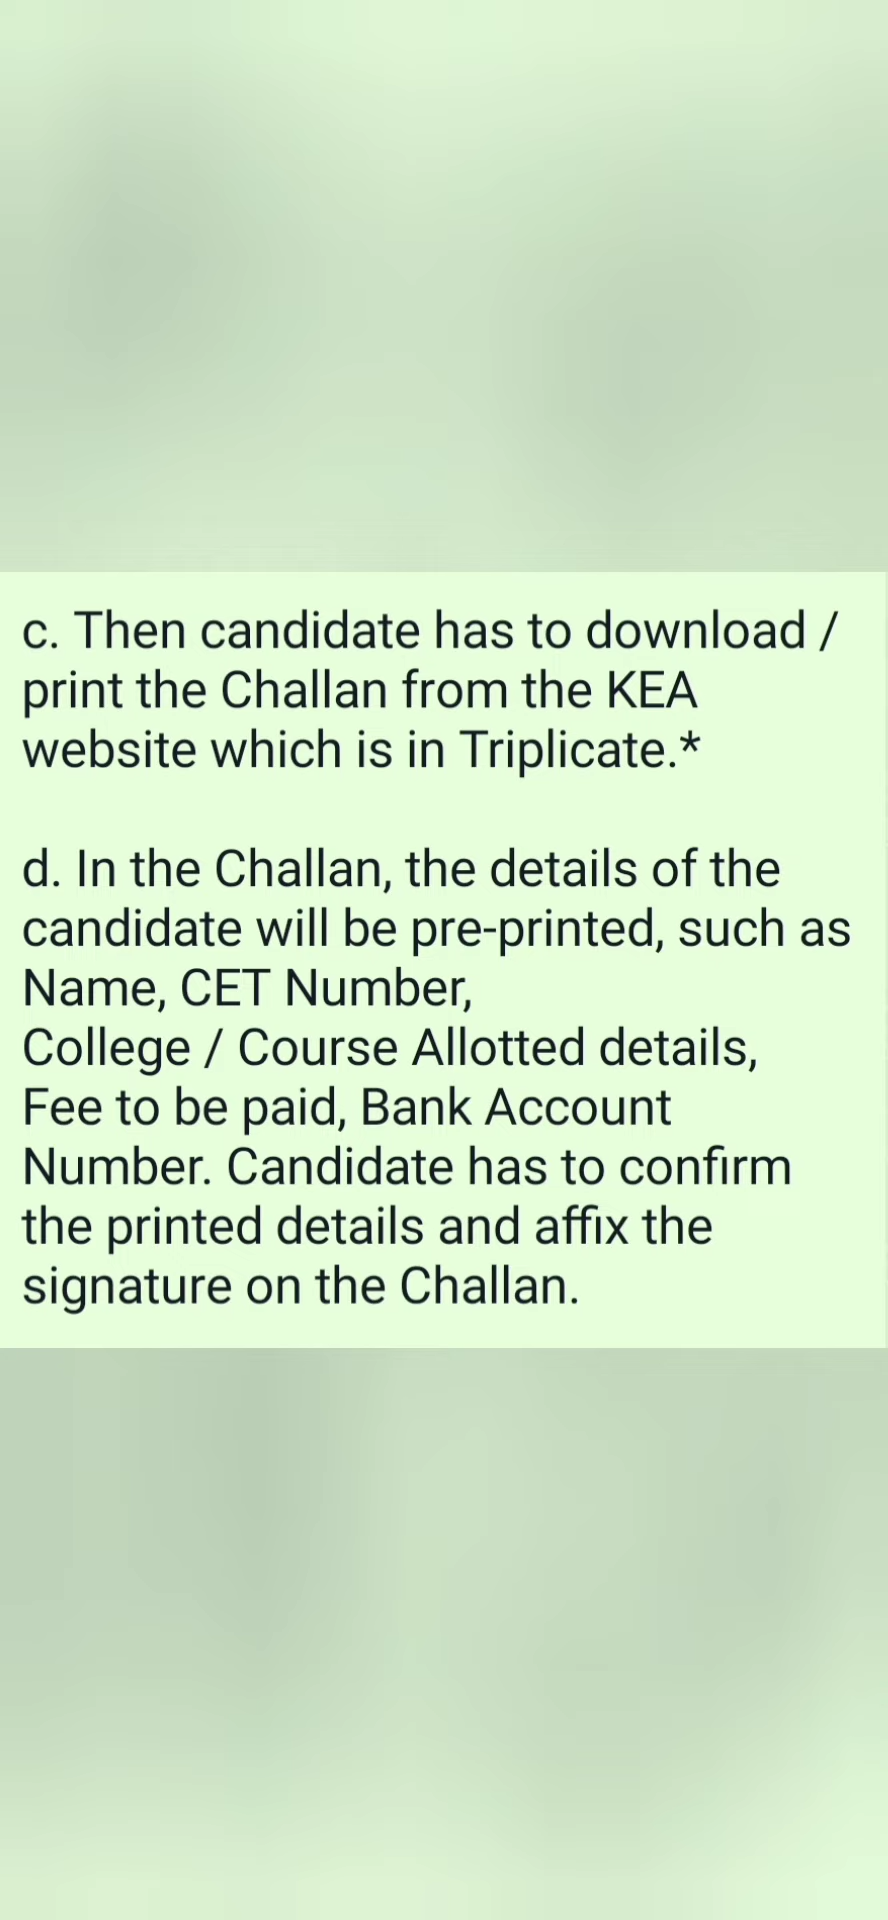 c. Then candidate has to download /
print the Challan from the KEA
website which is in Triplicate.*
d. In the Challan, the details of the
candidate will be pre-printed, such as
Name, CET Number,
College / Course Allotted details,
Fee to be paid, Bank Account
Number. Candidate has to confirm
the printed details and affix the
signature on the Challan.